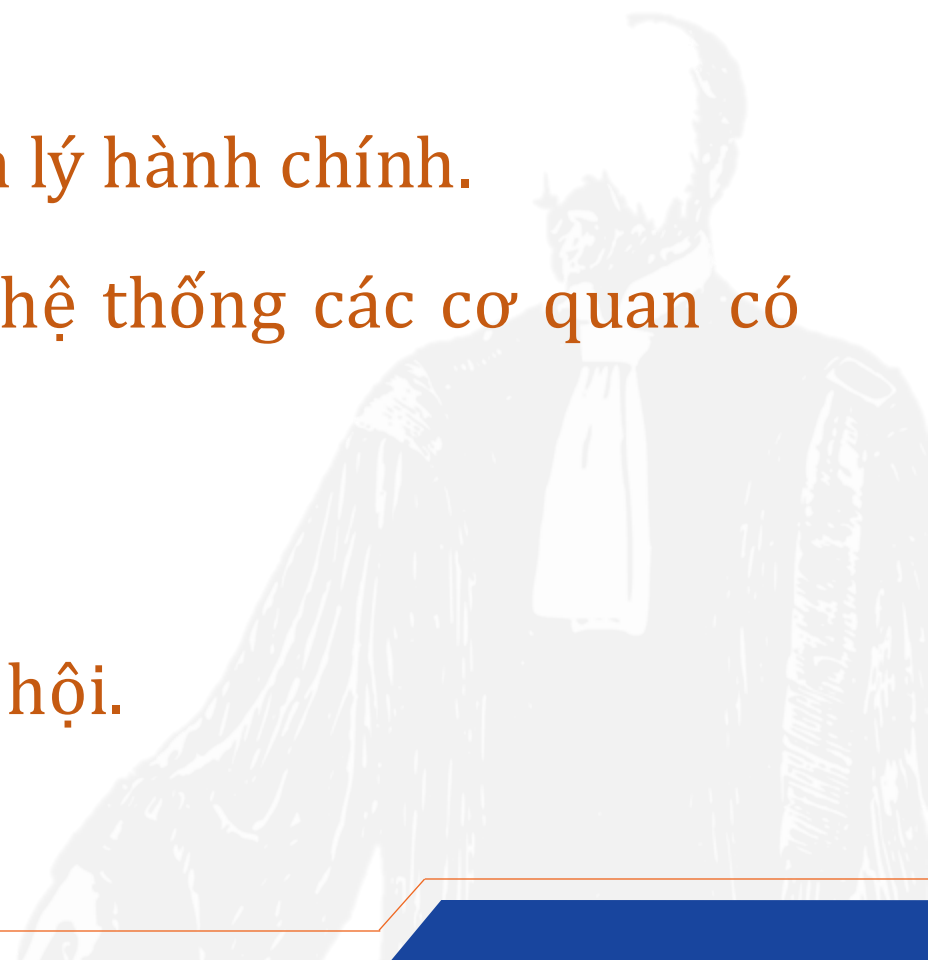 lý hành chính.
hệ thống các cơ quan có
hội.